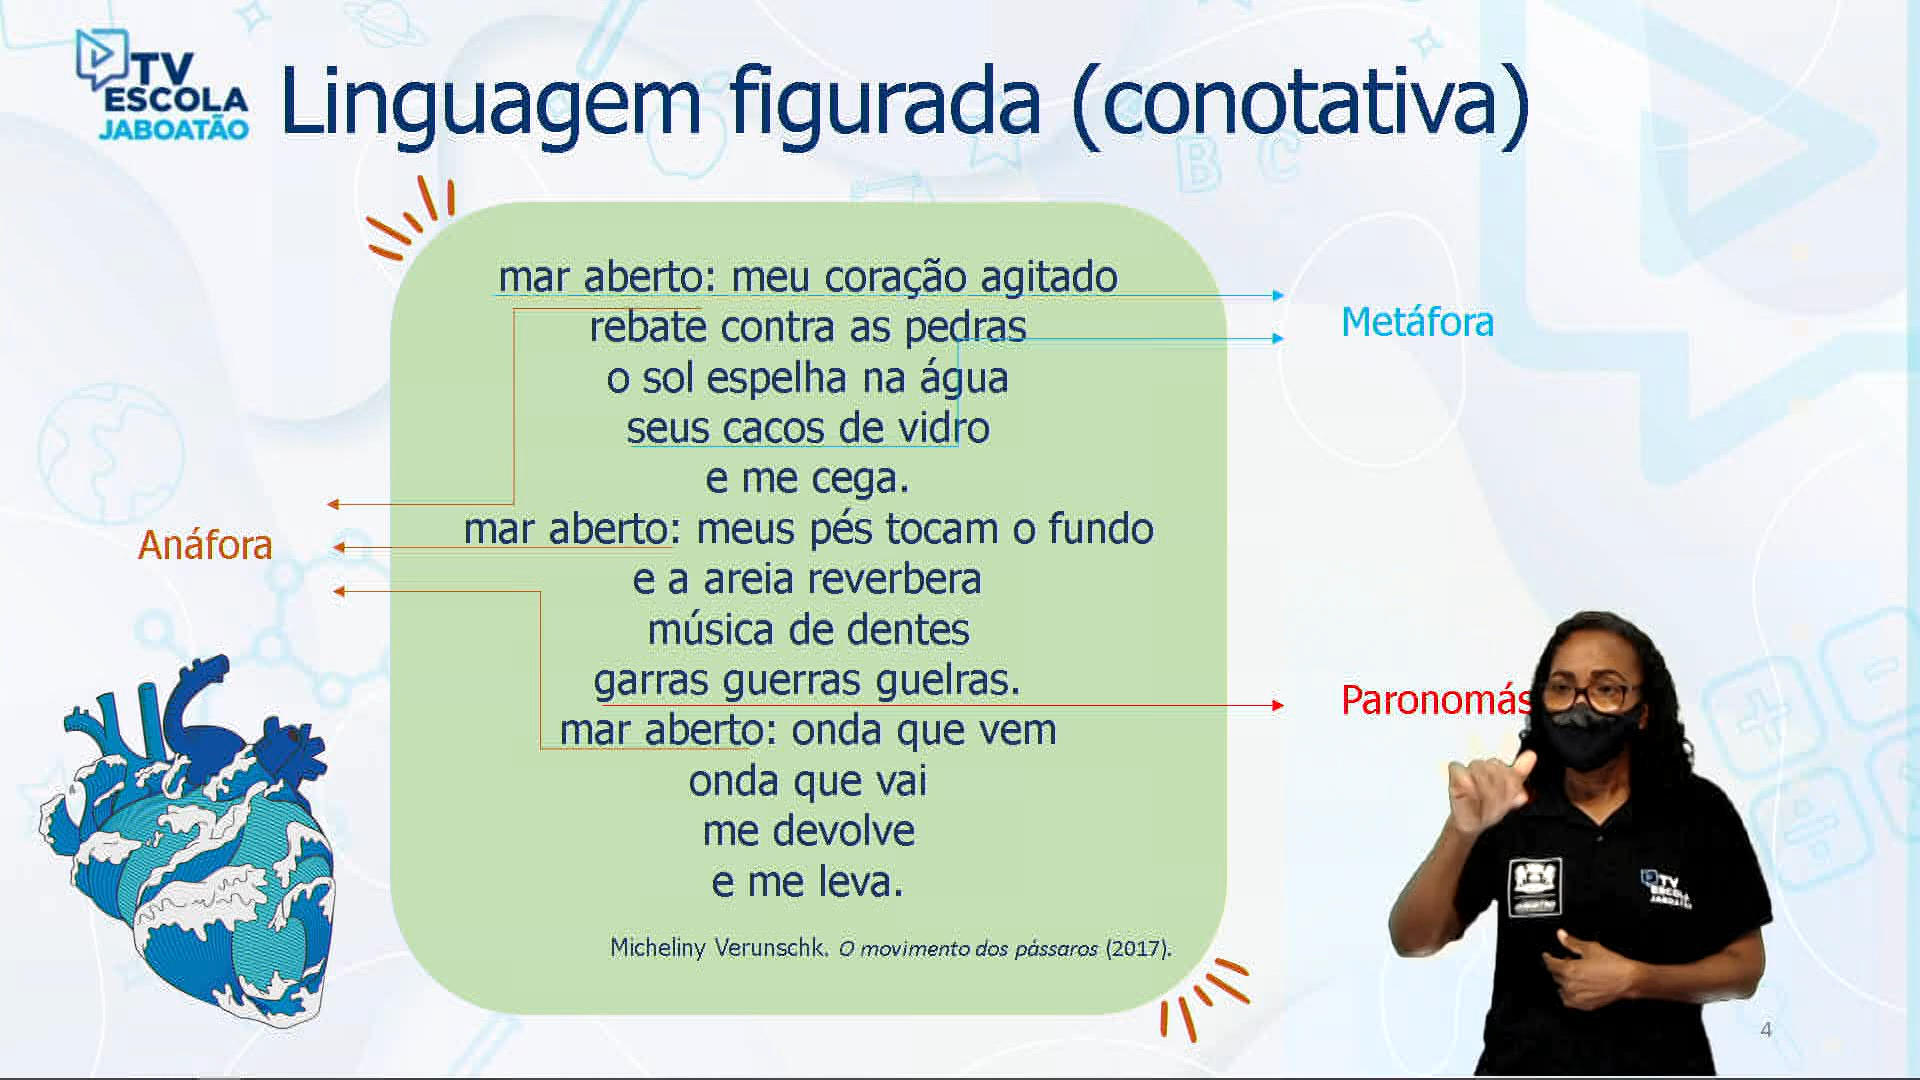 TV
ESCOLA
JABOATÃO
Linguagem figurada (conotativa)
mar aberto: meu coração agitado
rebate contra as pedras
o sol espelha na água
seus cacos de vidro
e me cega.
mar aberto: meus pés tocam o fundo
e a areia reverbera
música de dentes
garras guerras guelras.
mar aberto: onda que vem
onda que vai
me devolve
e me leva.
Micheliny Verunschk. O movimento dos pássaros (2017).
Metáfora
Anáfora
Paronomás
B C
TV
ESCOLA
JABOATÃO
4